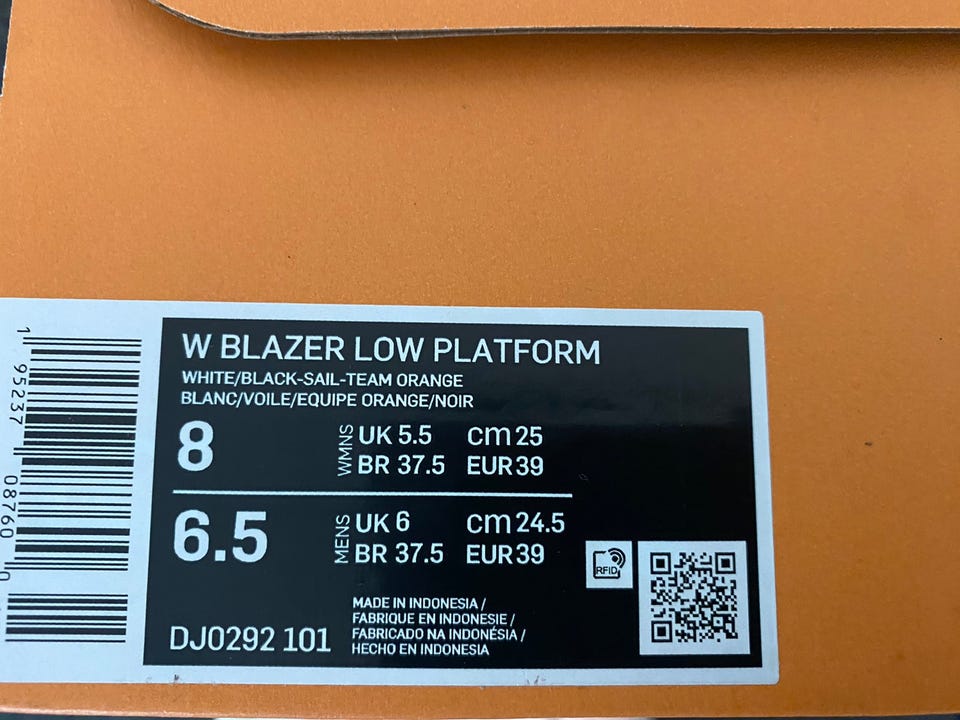 W BLAZER LOW PLATFORM
WHITE/BLACK-SAIL-TEAM ORANGE
BLANC/VOILE/EQUIPE ORANGE/NOIR
8
WMNS
UK 5.5 cm 25
BR 37.5 EUR 39
6.5
MENS
UK 6 cm 24.5
BR 37.5 EUR 39
RFID
DJ0292 101
MADE IN INDONESIA /
FABRIQUE EN INDONESIE /
FABRICADO NA INDONÉSIA /
HECHO EN INDONESIA
1 95237 08760 0